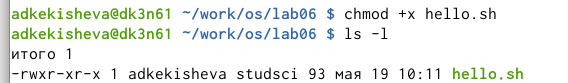 adkekisheva@dk3n61 ~/work/os/lab06 $ chmod +x hello.sh
adkekisheva@dk3n61 ~/work/os/lab06 $ ls -l
итого 1
-rwxr-xr-x 1 adkekisheva studsci 93 мая 19 10:11 hello.sh